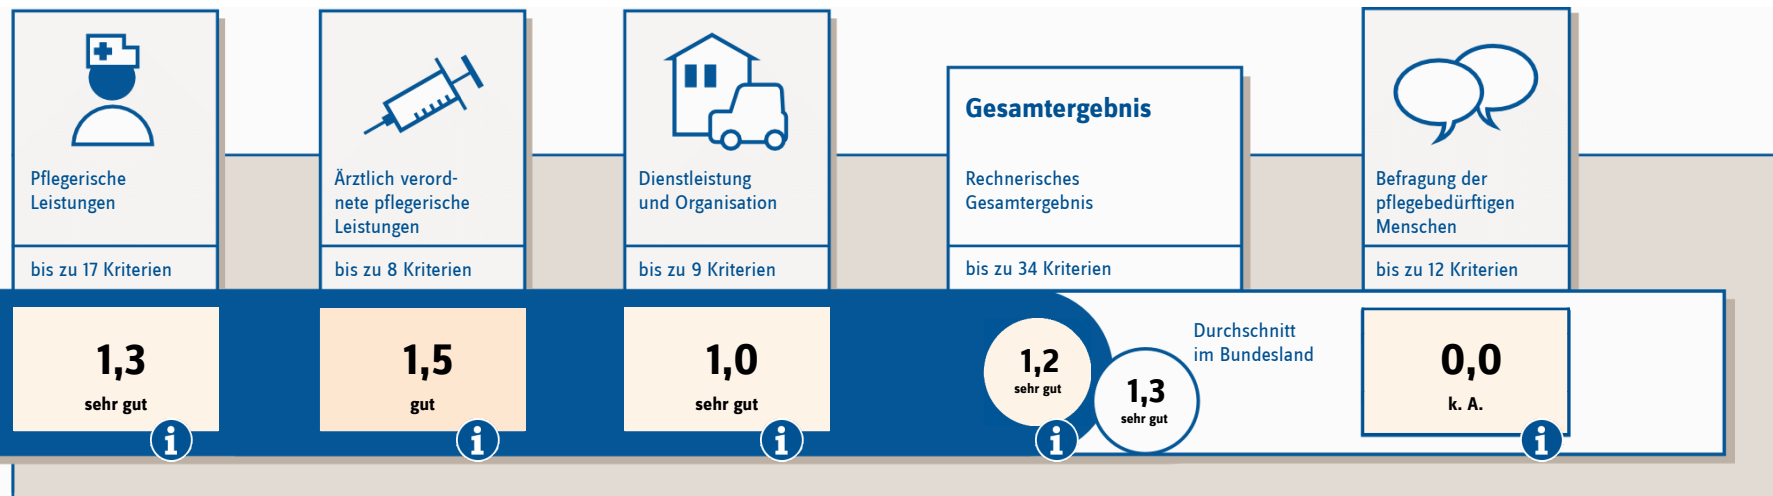 Pflegerische
Leistungen
bis zu 17 Kriterien
1,3
sehr gut
i
Ärztlich verord-
nete pflegerische
Leistungen
bis zu 8 Kriterien
1,5
gut
i
Dienstleistung
und Organisation
bis zu 9 Kriterien
1,0
sehr gut
i
Gesamtergebnis
Rechnerisches
Gesamtergebnis
bis zu 34 Kriterien
1,2
sehr gut
i
1,3
sehr gut
Durchschnitt
im Bundesland
Befragung der
pflegebedürftigen
Menschen
bis zu 12 Kriterien
0,0
k. A.
i